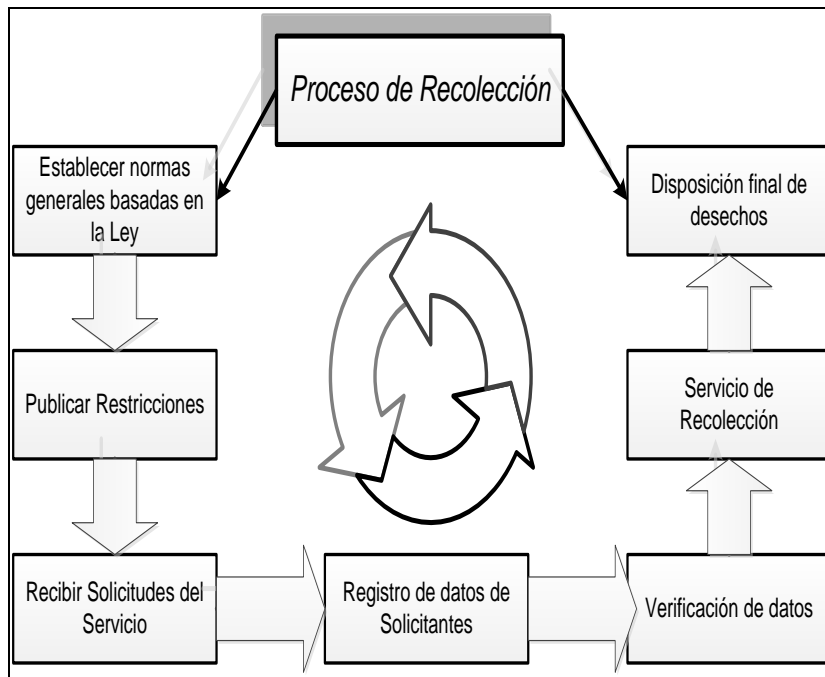 Proceso de Recolección
Establecer normas
generales basadas en
la Ley
Publicar Restricciones
Recibir Solicitudes del
Servicio
Registro de datos de
Solicitantes
Verificación de datos
Servicio de
Recolección
Disposición final de
desechos